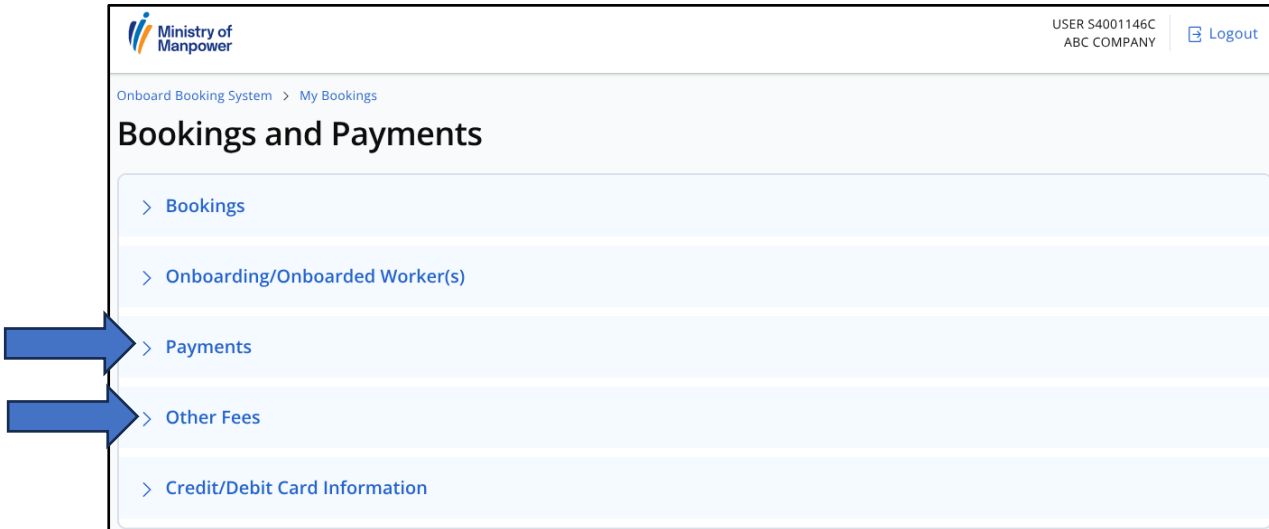 Ministry of
Manpower
USER S4001146C
ABC COMPANY
Logout
Onboard Booking System > My Bookings
Bookings and Payments
Bookings
Onboarding/Onboarded Worker(s)
Payments
Other Fees
Credit/Debit Card Information